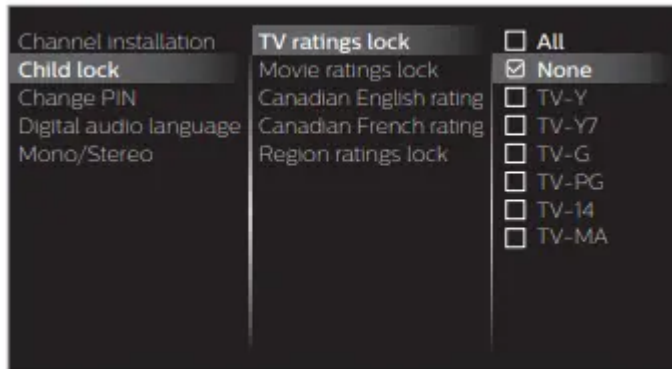 Channel installation
Child lock
Change PIN
Digital audio language
Mono/Stereo
TV ratings lock
Movie ratings lock
Canadian English rating
Canadian French rating
Region ratings lock
All
None
TV-Y
TV-Y7
TV-G
TV-PG
TV-14
TV-MA